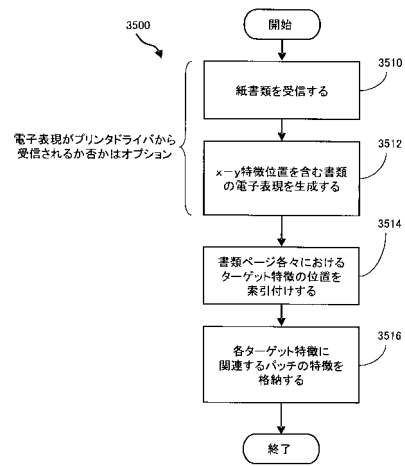 3500
開始
紙書類を受信する
3510
電子表現がプリンタドライバから
受信されるか否かはオプション
x-y特徴位置を含む書類
の電子表現を生成する
3512
書類ページ各々における
ターゲット特徴の位置を
索引付けする
3514
各ターゲット特徴に
関連するパッチの特徴を
格納する
3516
終了